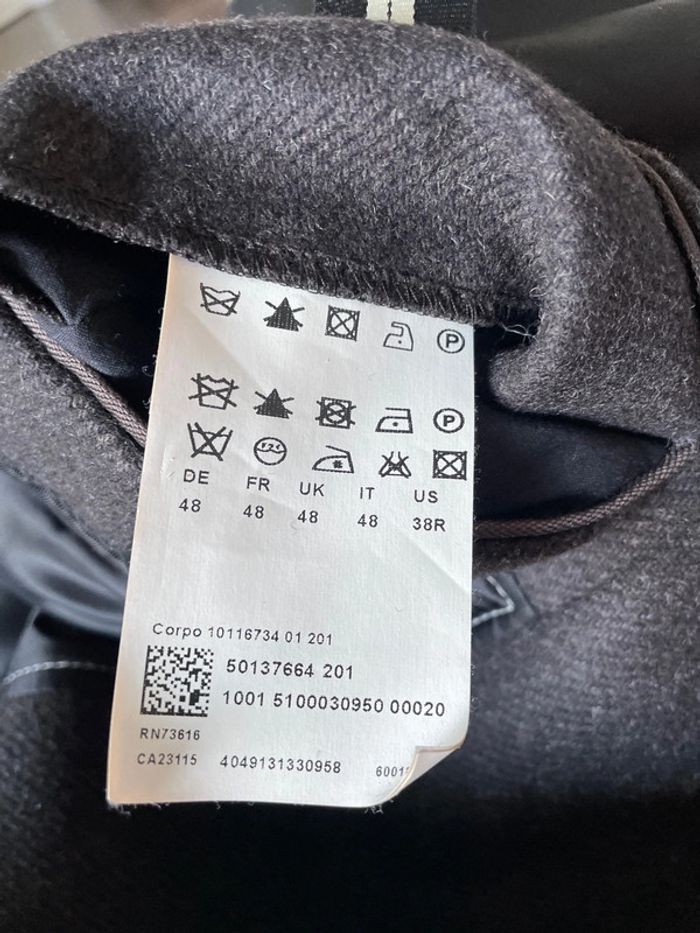 P
P
DE FR UK IT US
48 48 48 48 38R
Corpo 10116734 01 201
50137664 201
1001 5100030950 00020
RN73616
CA23115 4049131330958